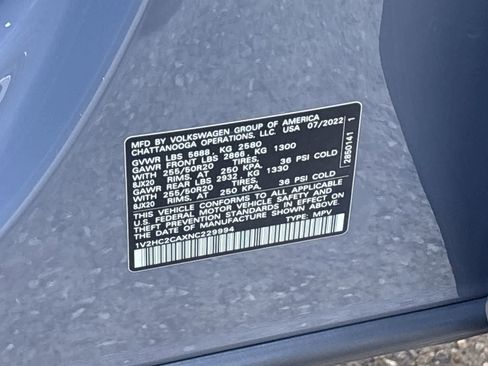 MFD BY VOLKSWAGEN GROUP OF AMERICA
CHATTANOOGA OPERATIONS, LLC. USA 07/2022
GVWR LBS 5688, KG 2580
GAWR FRONT LBS 2866, KG 1300
WITH 255/50R20 TIRES, 36 PSI COLD
8JX20 RIMS, AT 250 KPA.
GAWR REAR LBS 2932, KG 1330
WITH 255/50R20 TIRES, 36 PSI COLD
8JX20 RIMS, AT 250 KPA.
THIS VEHICLE CONFORMS TO ALL APPLICABLE
U.S. FEDERAL MOTOR VEHICLE SAFETY AND
THEFT PREVENTION STANDARDS IN EFFECT ON
THE DATE OF MANUFACTURE SHOWN ABOVE.
1V2HC2CAXNC229994 TYPE: MPV
2850141 1